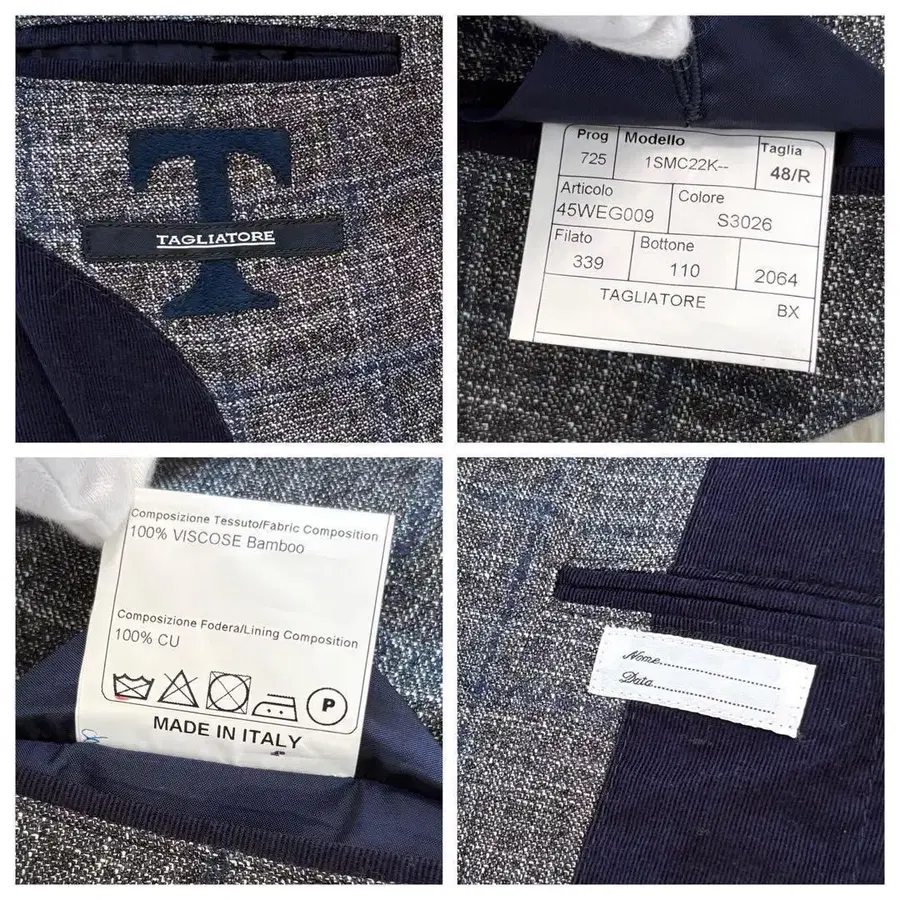 T
TAGLIATORE
Prog Modello Taglia
725 1SMC22K-- 48/R
Articolo Colore
45WEG009 S3026
Filato Bottone
339 110 2064
TAGLIATORE BX
Composizione Tessuto/Fabric Composition
100% VISCOSE Bamboo
Composizione Fodera/Lining Composition
100% CU
P
MADE IN ITALY
Nome..............................
Data..............................